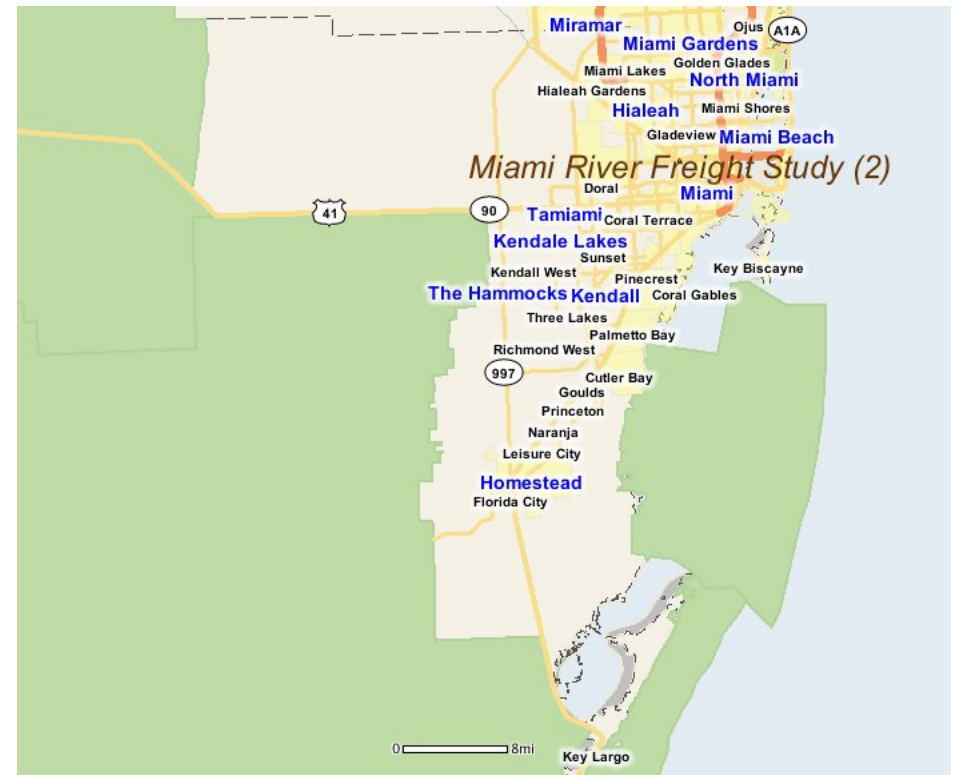 Miramar
Ojus
A1A
Miami Gardens
Golden Glades
Miami Lakes
North Miami
Hialeah Gardens
Hialeah
Miami Shores
Gladeview
Miami Beach
Miami River Freight Study (2)
Doral
Miami
41
90
Tamiami
Coral Terrace
Kendale Lakes
Sunset
Kendall West
Key Biscayne
Pinecrest
The Hammocks
Kendall
Coral Gables
Three Lakes
Palmetto Bay
Richmond West
997
Cutler Bay
Goulds
Princeton
Naranja
Leisure City
Homestead
Florida City
0
8mi
Key Largo